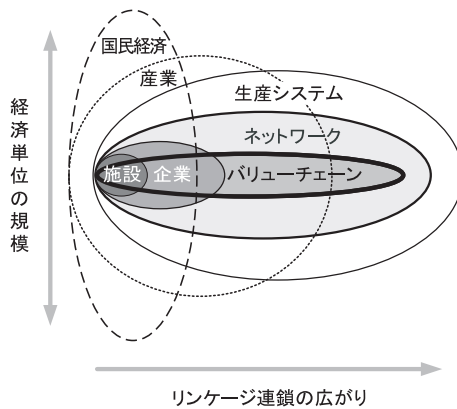 国民経済
産業
生産システム
ネットワーク
施設 企業 バリューチェーン
経済単位の規模
リンケージ連鎖の広がり